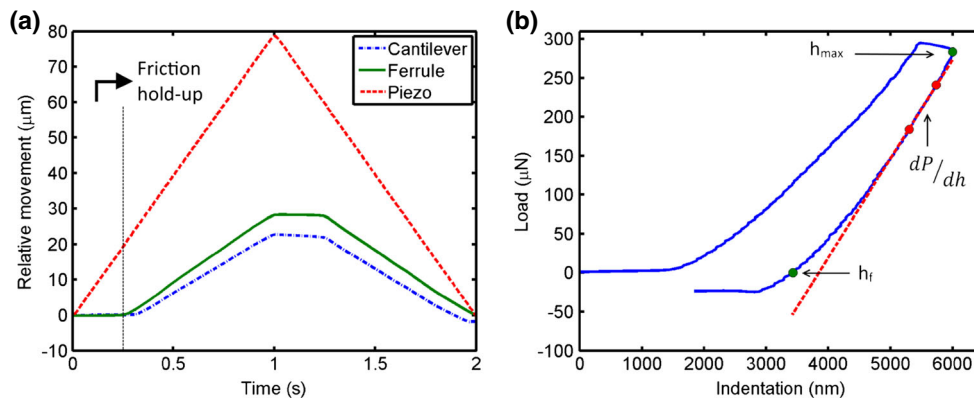 (a)
80
70
60
50
40
30
20
10
0
-10
Relative movement (μm)
Friction
hold-up
Cantilever
Ferrule
Piezo
0
0.5
1
1.5
2
Time (s)
(b)
300
250
200
150
100
50
0
-50
-100
Load (μN)
hmax
dP/dh
hf
0
1000
2000
3000
4000
5000
6000
Indentation (nm)